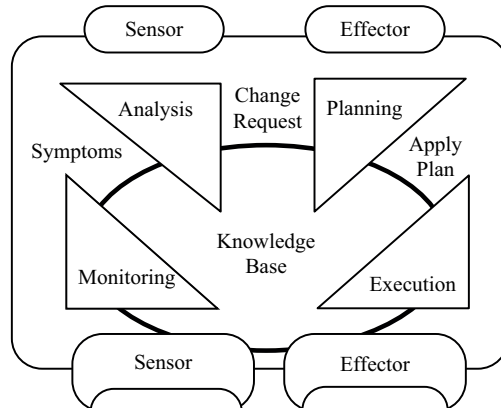 Sensor
Effector
Analysis
Change
Request
Planning
Symptoms
Apply
Plan
Knowledge
Base
Monitoring
Execution
Sensor
Effector